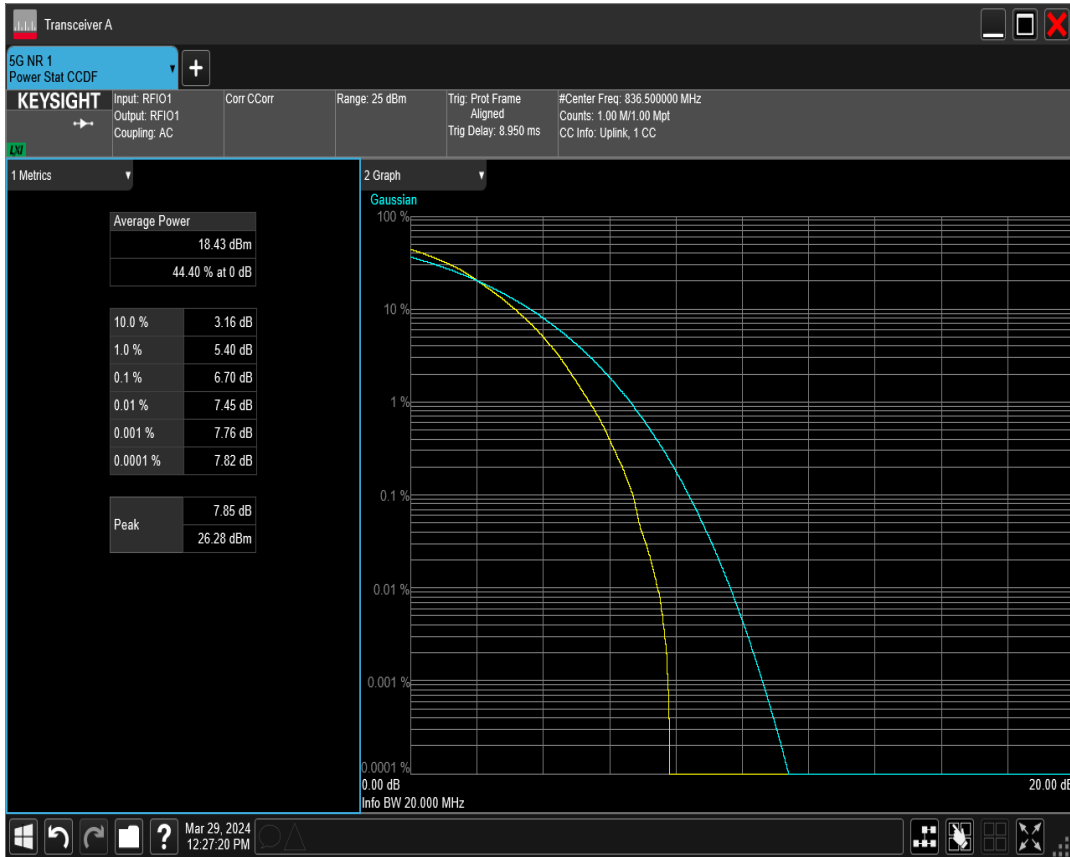 Transceiver A
5G NR 1
Power Stat CCDF
KEYSIGHT
LXI
Input: RFIO1
Output: RFIO1
Coupling: AC
Corr CCorr
Range: 25 dBm
Trig: Prot Frame
Aligned
Trig Delay: 8.950 ms
#Center Freq: 836.500000 MHz
Counts: 1.00 M/1.00 Mpt
CC Info: Uplink, 1 CC
1 Metrics
Average Power
18.43 dBm
44.40 % at 0 dB
10.0 % 3.16 dB
1.0 % 5.40 dB
0.1 % 6.70 dB
0.01 % 7.45 dB
0.001 % 7.76 dB
0.0001 % 7.82 dB
Peak 7.85 dB
26.28 dBm
2 Graph
Gaussian
100 %
10 %
1 %
0.1 %
0.01 %
0.001 %
0.0001 %
0.00 dB 20.00 dB
Info BW 20.000 MHz
?
Mar 29, 2024
12:27:20 PM